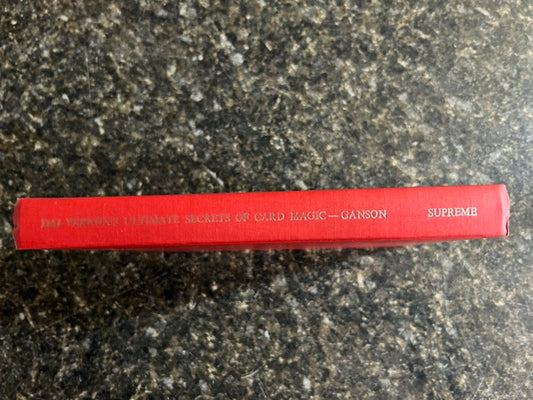 DAI VERNON'S ULTIMATE SECRETS OF CARD MAGIC—GANSON SUPREME